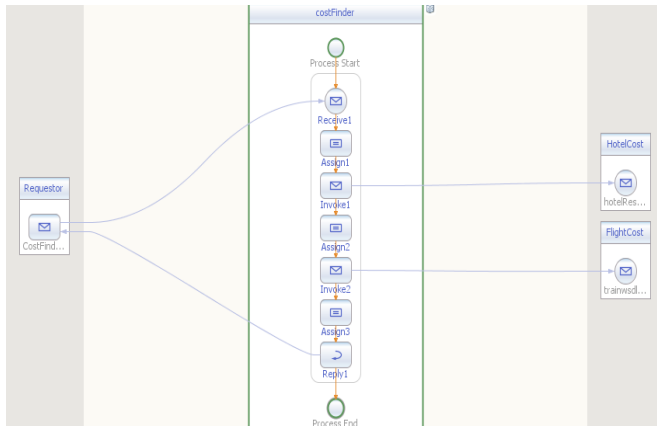 costFinder
Process Start
Receive1
Assign1
HotelCost
Requestor
Invoke1
hotelRes...
CostFind...
Assign2
FlightCost
Invoke2
trainwsdl...
Assign3
Reply1
Process End